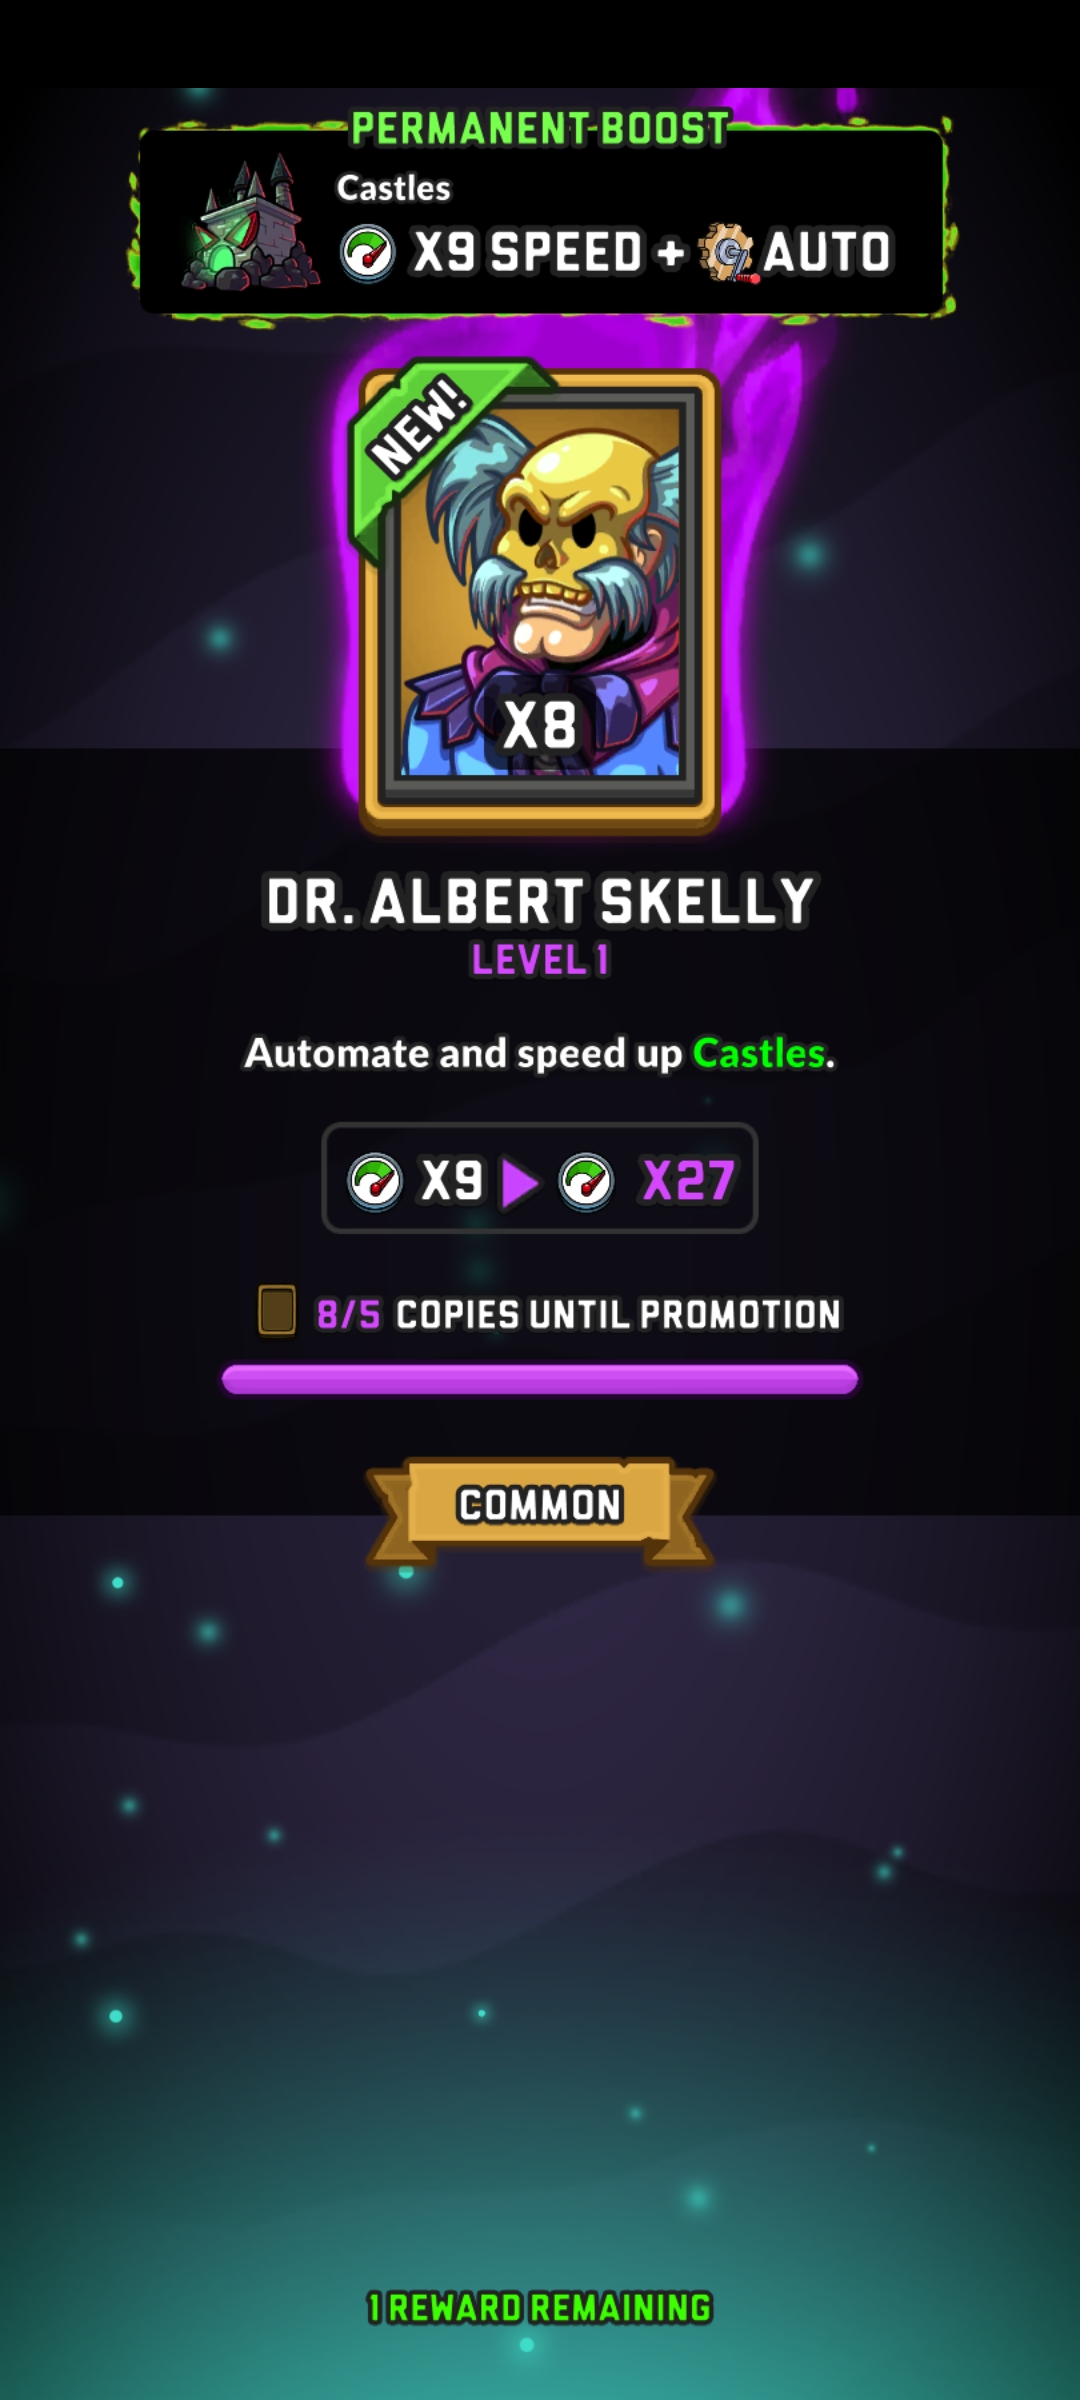 PERMANENT BOOST
Castles
X9 SPEED + AUTO
NEW!
X8
DR. ALBERT SKELLY
LEVEL 1
Automate and speed up Castles.
X9 X27
8/5 COPIES UNTIL PROMOTION
COMMON
1 REWARD REMAINING